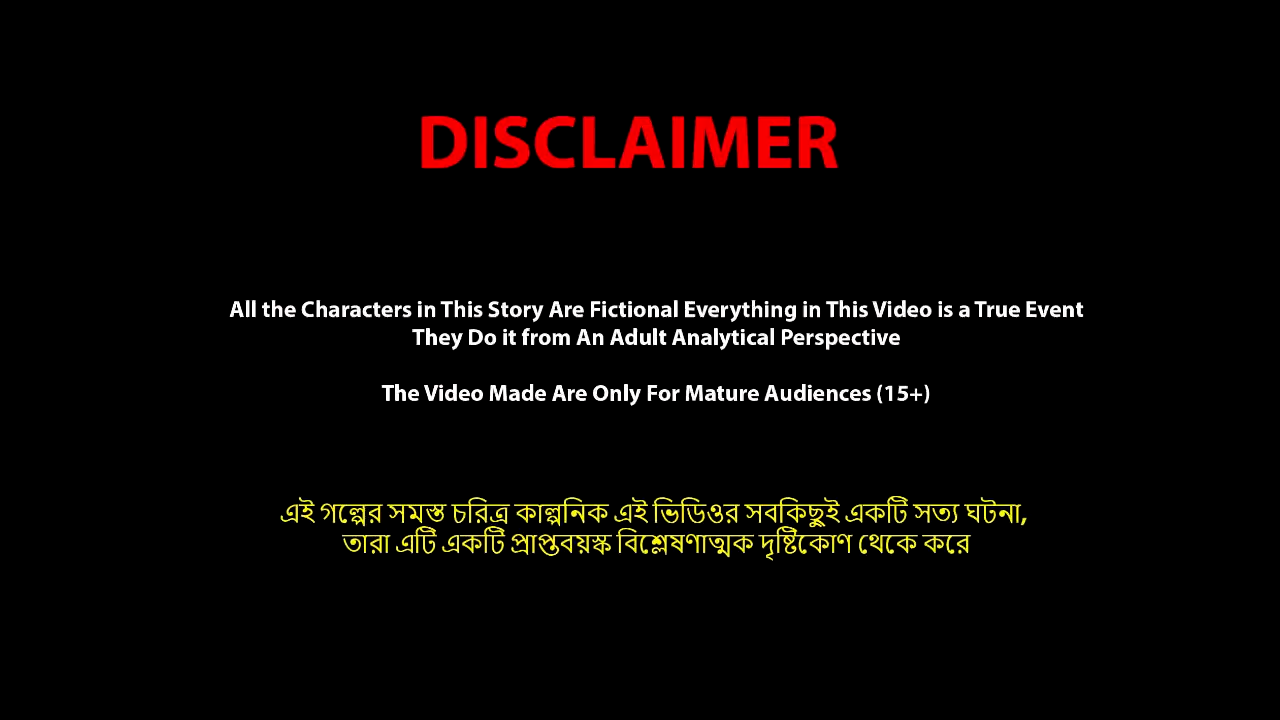 DISCLAIMER
All the Characters in This Story Are Fictional Everything in This Video is a True Event
They Do it from An Adult Analytical Perspective
The Video Made Are Only For Mature Audiences (15+)
এই গল্পের সমস্ত চরিত্র কাল্পনিক এই ভিডিওর সবকিছুই একটি সত্য ঘটনা,
তারা এটি একটি প্রাপ্তবয়স্ক বিশ্লেষণাত্মক দৃষ্টিকোণ থেকে করে